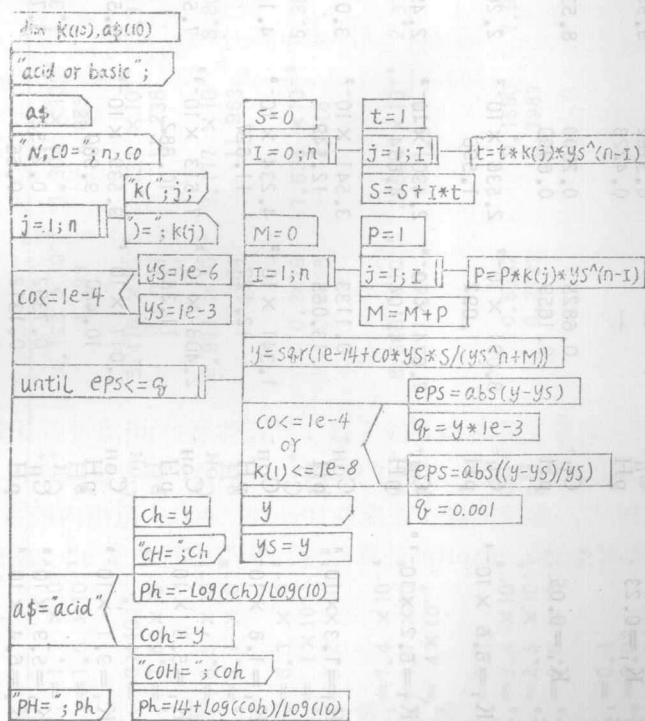 dim K(10),a$(10)
"acid or basic";
a$
"N,CO=";n,co
"k(";j;
j=1;n
")=";k(j)
co<=1e-4
ys=1e-6
ys=1e-3
until eps<=q
S=0
I=0;n
t=1
j=1;I
t=t*k(j)*ys^(n-I)
S=S+I*t
M=0
P=1
I=1;n
j=1;I
P=P*k(j)*ys^(n-I)
M=M+P
y=sqr(1e-14+co*ys*S/(ys^n+M))
co<=1e-4
or
k(1)<=1e-8
eps=abs(y-ys)
q=y*1e-3
eps=abs((y-ys)/ys)
q=0.001
y
ys=y
a$="acid"
ch=y
"CH=";ch
Ph=-Log(ch)/Log(10)
coh=y
"COH=";coh
ph=14+Log(coh)/Log(10)
"PH=";ph